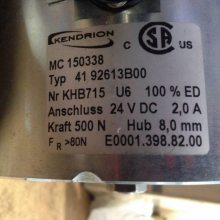 KENDRION
C SA US
MC 150338
Typ 41 92613B00
Nr KHB715 U6 100 % ED
Anschluss 24 V DC 2,0 A
Kraft 500 N Hub 8,0 mm
F R >80N E0001.398.82.00